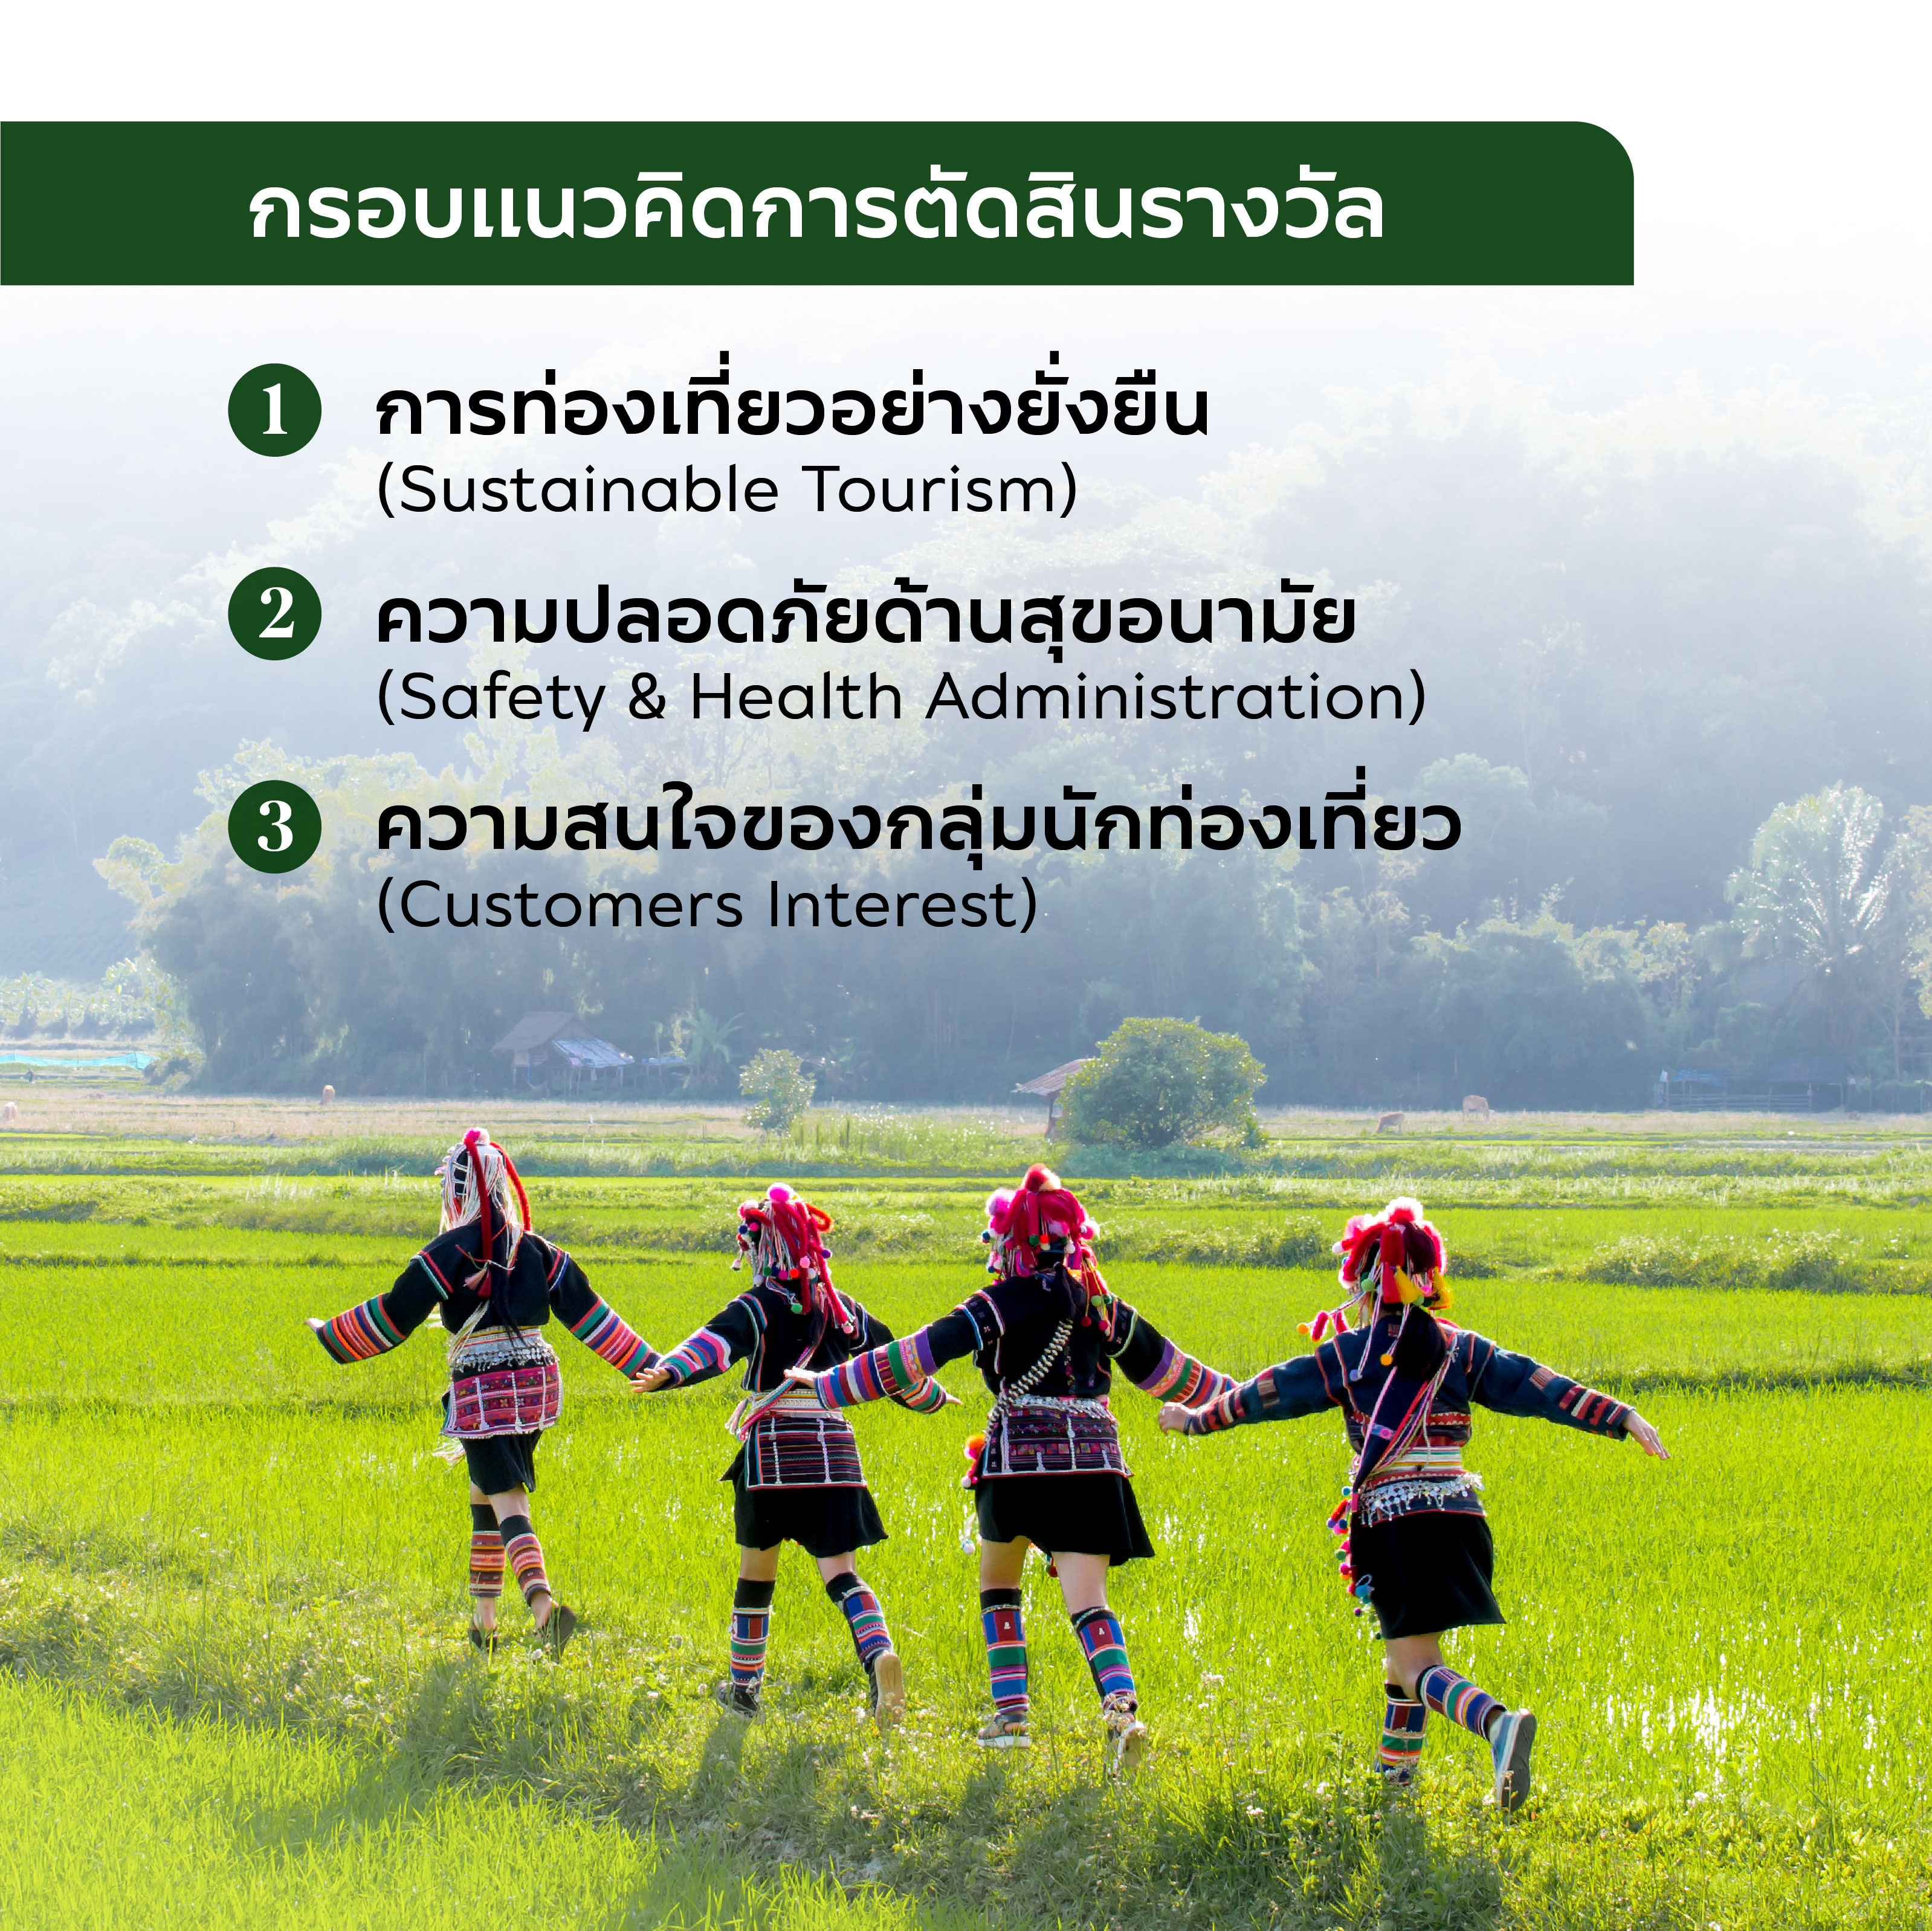 กรอบแนวคิดการตัดสินรางวัล
1 การท่องเที่ยวอย่างยั่งยืน
(Sustainable Tourism)
2 ความปลอดภัยด้านสุขอนามัย
(Safety & Health Administration)
3 ความสนใจของกลุ่มนักท่องเที่ยว
(Customers Interest)